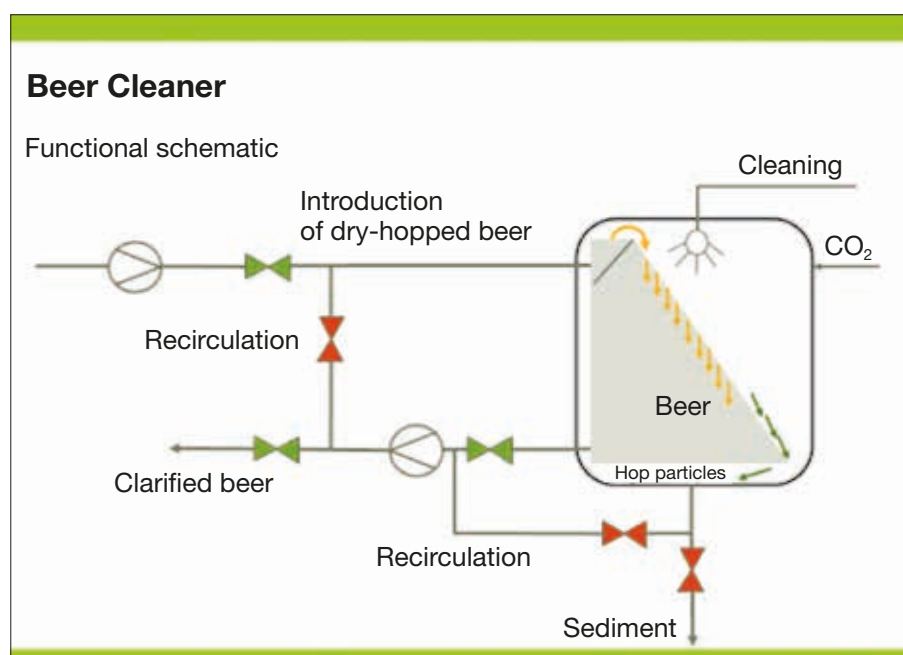 Beer Cleaner
Functional schematic
Cleaning
Introduction
of dry-hopped beer
CO₂
Recirculation
Beer
Hop particles
Clarified beer
Recirculation
Sediment